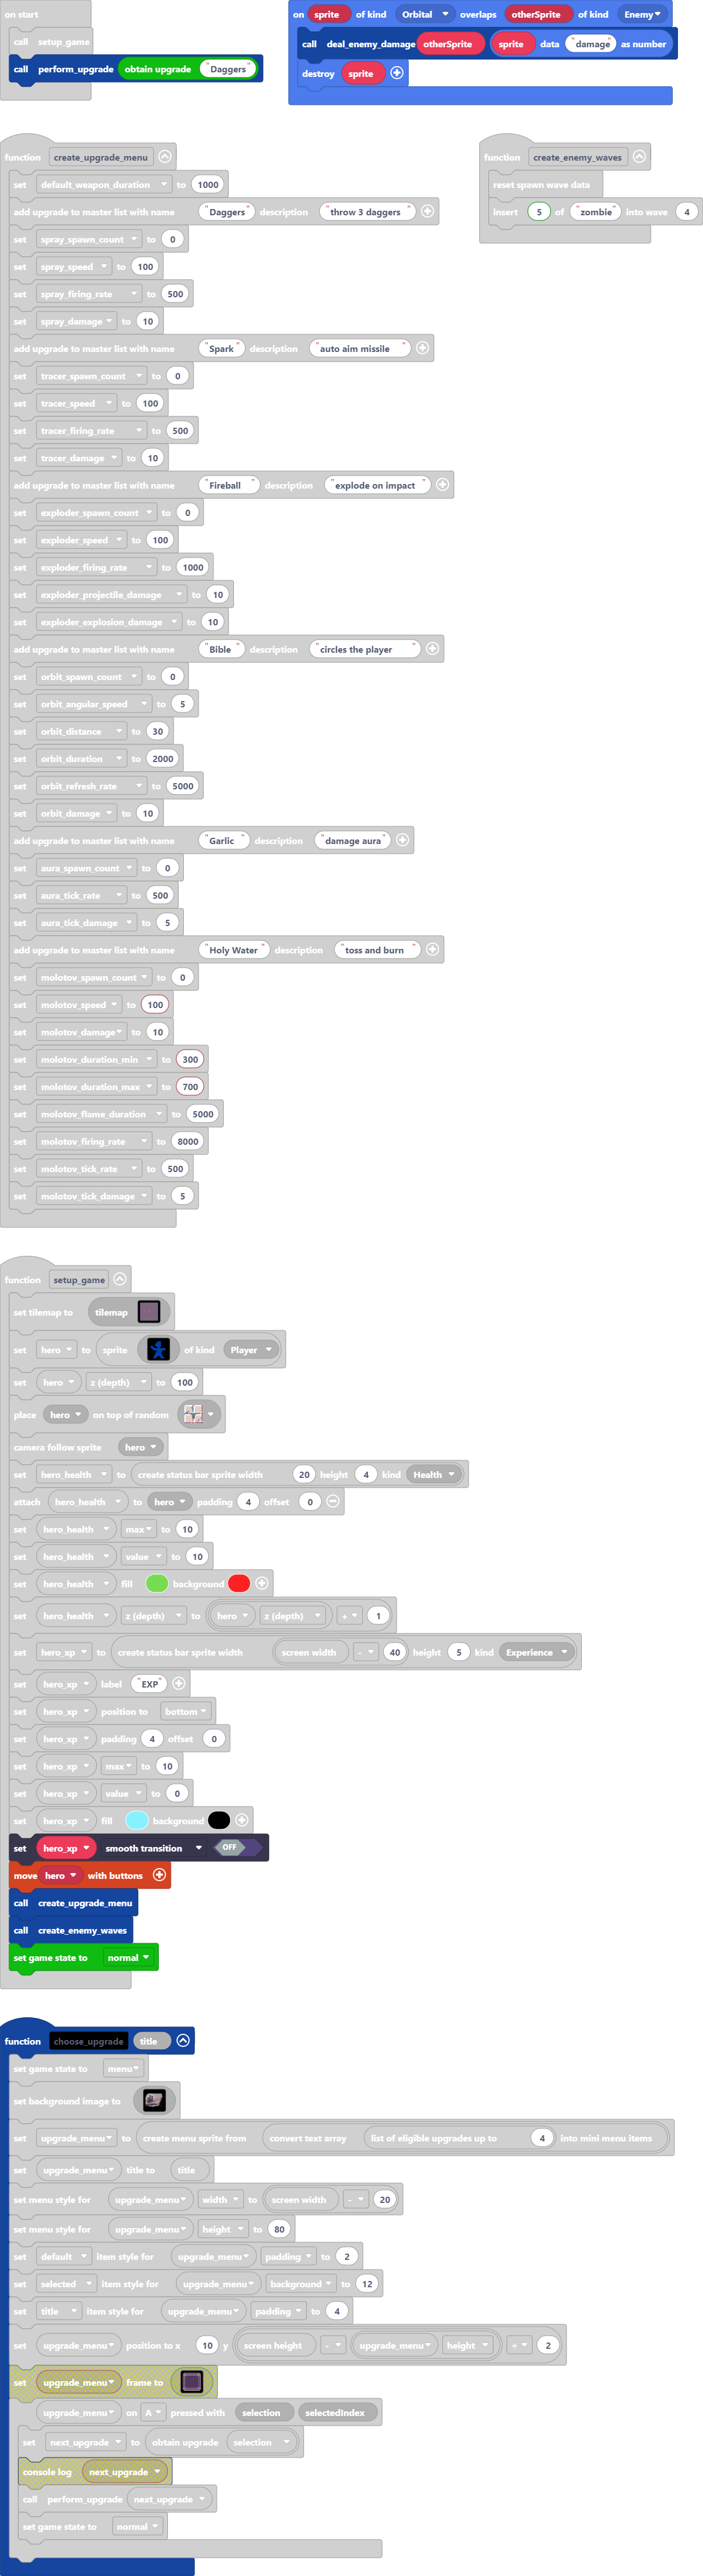 on start
call setup_game
call perform_upgrade obtain upgrade "Daggers"
on sprite of kind Orbital overlaps otherSprite of kind Enemy
call deal_enemy_damage otherSprite sprite data "damage" as number
destroy sprite
function create_upgrade_menu
set default_weapon_duration to 1000
add upgrade to master list with name "Daggers" description "throw 3 daggers"
set spray_spawn_count to 0
set spray_speed to 100
set spray_firing_rate to 500
set spray_damage to 10
add upgrade to master list with name "Spark" description "auto aim missile"
set tracer_spawn_count to 0
set tracer_speed to 100
set tracer_firing_rate to 500
set tracer_damage to 10
add upgrade to master list with name "Fireball" description "explode on impact"
set exploder_spawn_count to 0
set exploder_speed to 100
set exploder_firing_rate to 1000
set exploder_projectile_damage to 10
set exploder_explosion_damage to 10
add upgrade to master list with name "Bible" description "circles the player"
set orbit_spawn_count to 0
set orbit_angular_speed to 5
set orbit_distance to 30
set orbit_duration to 2000
set orbit_refresh_rate to 5000
set orbit_damage to 10
add upgrade to master list with name "Garlic" description "damage aura"
set aura_spawn_count to 0
set aura_tick_rate to 500
set aura_tick_damage to 5
add upgrade to master list with name "Holy Water" description "toss and burn"
set molotov_spawn_count to 0
set molotov_speed to 100
set molotov_damage to 10
set molotov_duration_min to 300
set molotov_duration_max to 700
set molotov_flame_duration to 5000
set molotov_firing_rate to 8000
set molotov_tick_rate to 500
set molotov_tick_damage to 5
function create_enemy_waves
reset spawn wave data
insert 5 of "zombie" into wave 4
function setup_game
set tilemap to tilemap
set hero to sprite of kind Player
set hero z (depth) to 100
place hero on top of random
camera follow sprite hero
set hero_health to create status bar sprite width 20 height 4 kind Health
attach hero_health to hero padding 4 offset 0
set hero_health max to 10
set hero_health value to 10
set hero_health fill background
set hero_health z (depth) to hero z (depth) + 1
set hero_xp to create status bar sprite width screen width - 40 height 5 kind Experience
set hero_xp label "EXP"
set hero_xp position to bottom
set hero_xp padding 4 offset 0
set hero_xp max to 10
set hero_xp value to 0
set hero_xp fill background
set hero_xp smooth transition OFF
move hero with buttons
call create_upgrade_menu
call create_enemy_waves
set game state to normal
function choose_upgrade title
set game state to menu
set background image to
set upgrade_menu to create menu sprite from convert text array list of eligible upgrades up to 4 into mini menu items
set upgrade_menu title to title
set menu style for upgrade_menu width to screen width - 20
set menu style for upgrade_menu height to 80
set default item style for upgrade_menu padding to 2
set selected item style for upgrade_menu background to 12
set title item style for upgrade_menu padding to 4
set upgrade_menu position to x 10 y screen height - upgrade_menu height ÷ 2
set upgrade_menu frame to
upgrade_menu on A pressed with selection selectedIndex
set next_upgrade to obtain upgrade selection
console log next_upgrade
call perform_upgrade next_upgrade
set game state to normal